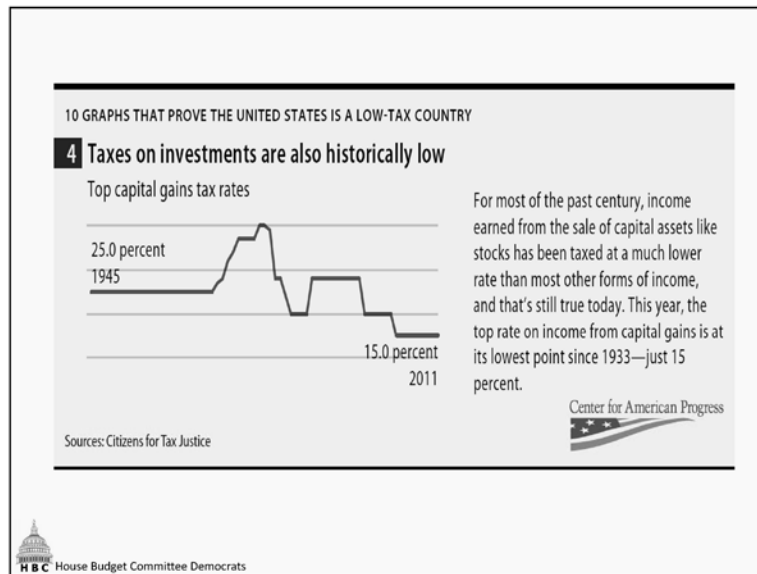 10 GRAPHS THAT PROVE THE UNITED STATES IS A LOW-TAX COUNTRY
4 Taxes on investments are also historically low
Top capital gains tax rates
25.0 percent
1945
15.0 percent
2011
For most of the past century, income
earned from the sale of capital assets like
stocks has been taxed at a much lower
rate than most other forms of income,
and that's still true today. This year, the
top rate on income from capital gains is at
its lowest point since 1933—just 15
percent.
Center for American Progress
Sources: Citizens for Tax Justice
HBC House Budget Committee Democrats